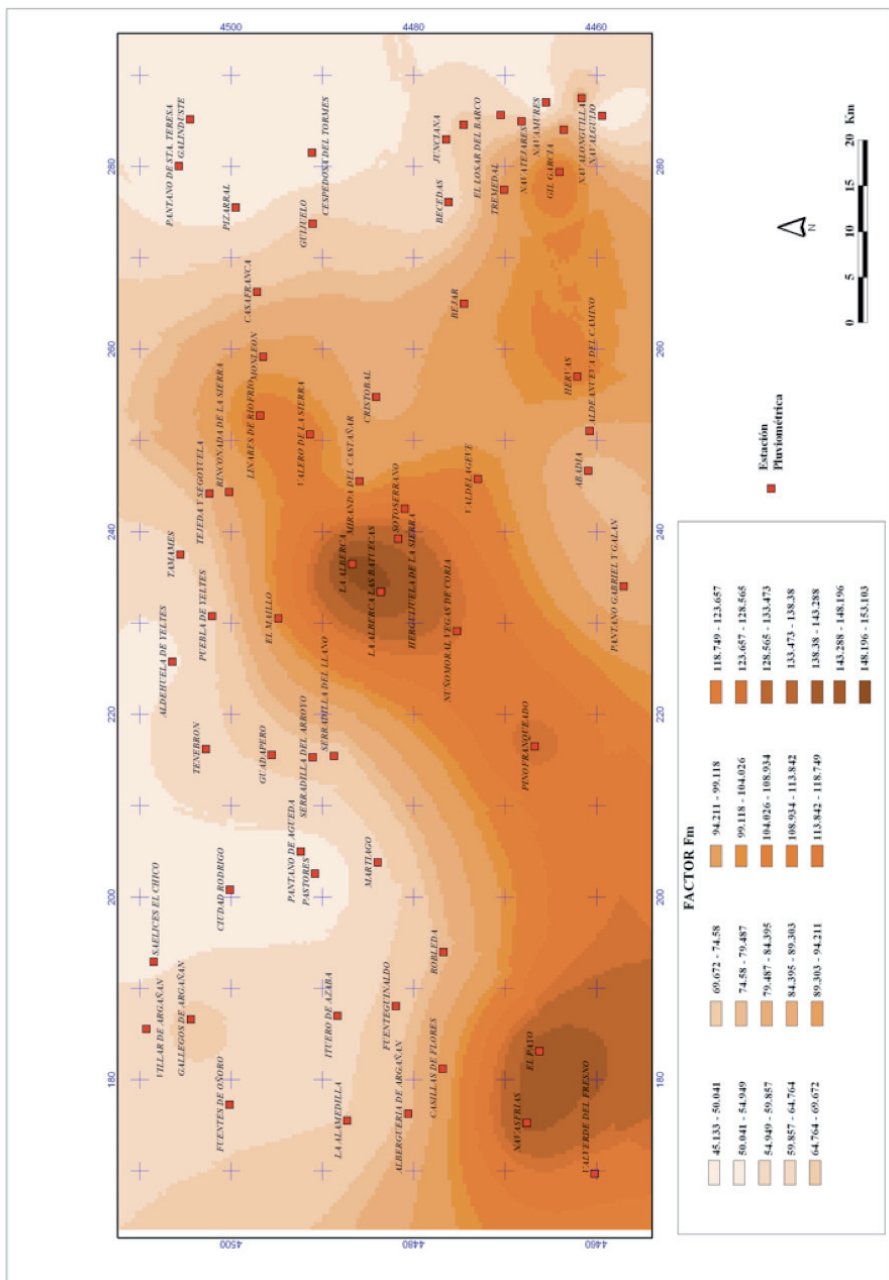 4500
4480
4460
180
200
220
240
260
280
VILLAR DE ARGAÑAN
SAELICES EL CHICO
GALLEGOS DE ARGAÑAN
FUENTES DE OÑORO
CIUDAD RODRIGO
ITUERO DE AZABA
LA ALAMEDILLA
FUENTEGUINALDO
ALBERGUERIA DE ARGAÑAN
CASILLAS DE FLORES
ROBLEDA
MARTIAGO
PASTORES
PANTANO DE AGUEDA
SERRADILLA DEL ARROYO
SERRADILLA DEL LLANO
GUADAPERO
TENEBRON
ALDEHUELA DE YELTES
PUEBLA DE YELTES
TAMAMES
EL MAILLO
TEJEDA Y SEGOYUELA
RINCONADA DE LA SIERRA
LINARES DE RIOFRIO
MONLEON
CASAFRANCA
VALERO DE LA SIERRA
MIRANDA DEL CASTAÑAR
CRISTOBAL
LA ALBERCA
LA ALBERCA LAS BATUECAS
SOTOSERRANO
HERGUIJUELA DE LA SIERRA
NUÑOMORAL VEGAS DE CORIA
VALDELAGEVE
PINOFRANQUEADO
NAVASFRIAS
EL PAYO
VALVERDE DEL FRESNO
PANTANO GABRIEL Y GALAN
ABADIA
ALDEANUEVA DEL CAMINO
HERVAS
BEJAR
PANTANO DE STA. TERESA
GALINDUSTE
PIZARRAL
GUIJUELO
CESPEDOSA DEL TORMES
BECEDAS
JUNCIANA
EL LOSAR DEL BARCO
TREMEDAL
NAVATEJARES
NAVAMURES
GIL GARCIA
NAVALONGUILLA
NAVALGUIJO
180
200
220
240
260
280
4500
4480
4460
FACTOR Fm
45.133 - 50.041
50.041 - 54.949
54.949 - 59.857
59.857 - 64.764
64.764 - 69.672
69.672 - 74.58
74.58 - 79.487
79.487 - 84.395
84.395 - 89.303
89.303 - 94.211
94.211 - 99.118
99.118 - 104.026
104.026 - 108.934
108.934 - 113.842
113.842 - 118.749
118.749 - 123.657
123.657 - 128.565
128.565 - 133.473
133.473 - 138.38
138.38 - 143.288
143.288 - 148.196
148.196 - 153.103
Estación
Pluviométrica
N
0 5 10 15 20 Km